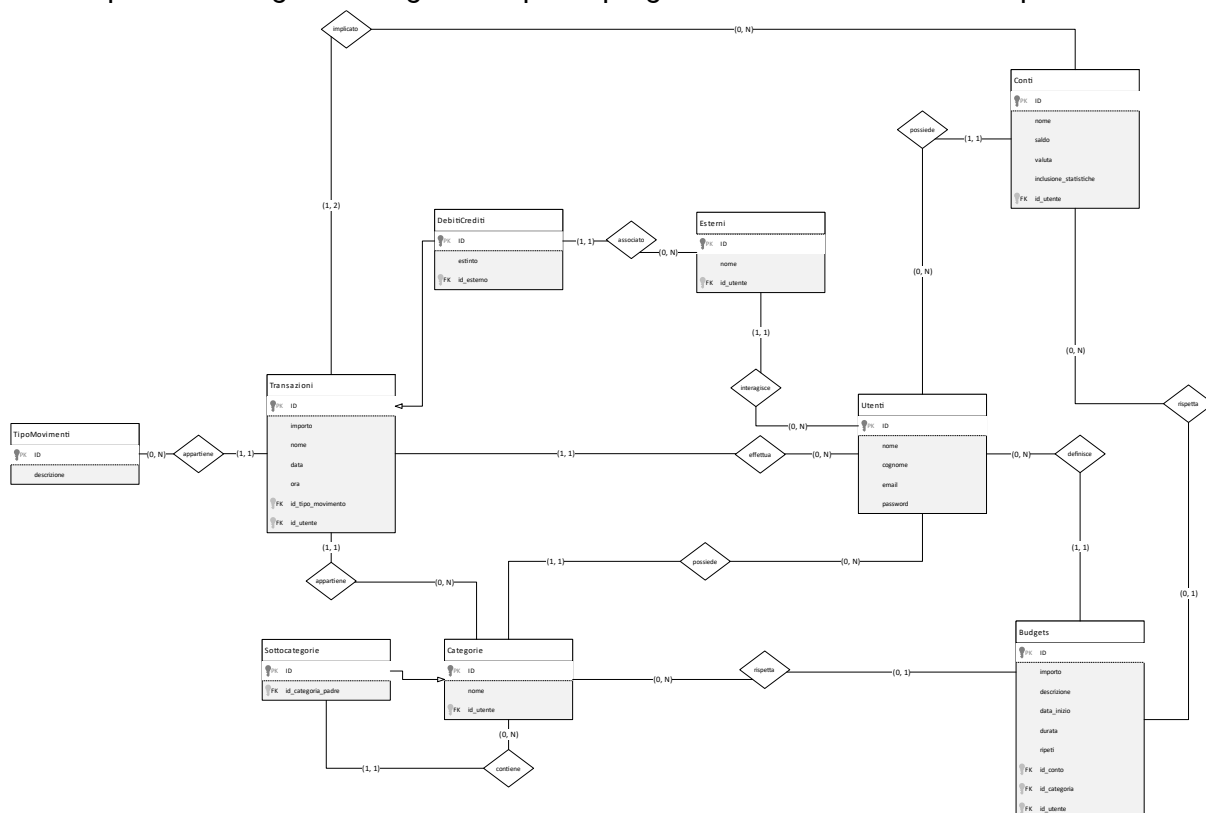 implicato
(0, N)
Conti
PK ID
nome
saldo
valuta
inclusione_statistiche
FK id_utente
possiede
(1, 1)
(1, 2)
DebitiCrediti
PK ID
estinto
FK id_esterno
(1, 1)
associato
(0, N)
Esterni
PK ID
nome
FK id_utente
(0, N)
(1, 1)
(0, N)
Transazioni
PK ID
importo
nome
data
ora
FK id_tipo_movimento
FK id_utente
interagisce
(0, N)
Utenti
PK ID
nome
cognome
email
password
rispetta
TipoMovimenti
PK ID
descrizione
(0, N)
appartiene
(1, 1)
(1, 1)
effettua
(0, N)
(0, N)
definisce
(1, 1)
(1, 1)
appartiene
(0, N)
(1, 1)
possiede
(0, N)
(0, 1)
Sottocategorie
PK ID
FK id_categoria_padre
Categorie
PK ID
nome
FK id_utente
(0, N)
rispetta
(0, 1)
Budgets
PK ID
importo
descrizione
data_inizio
durata
ripeti
FK id_conto
FK id_categoria
FK id_utente
(0, N)
(1, 1)
contiene